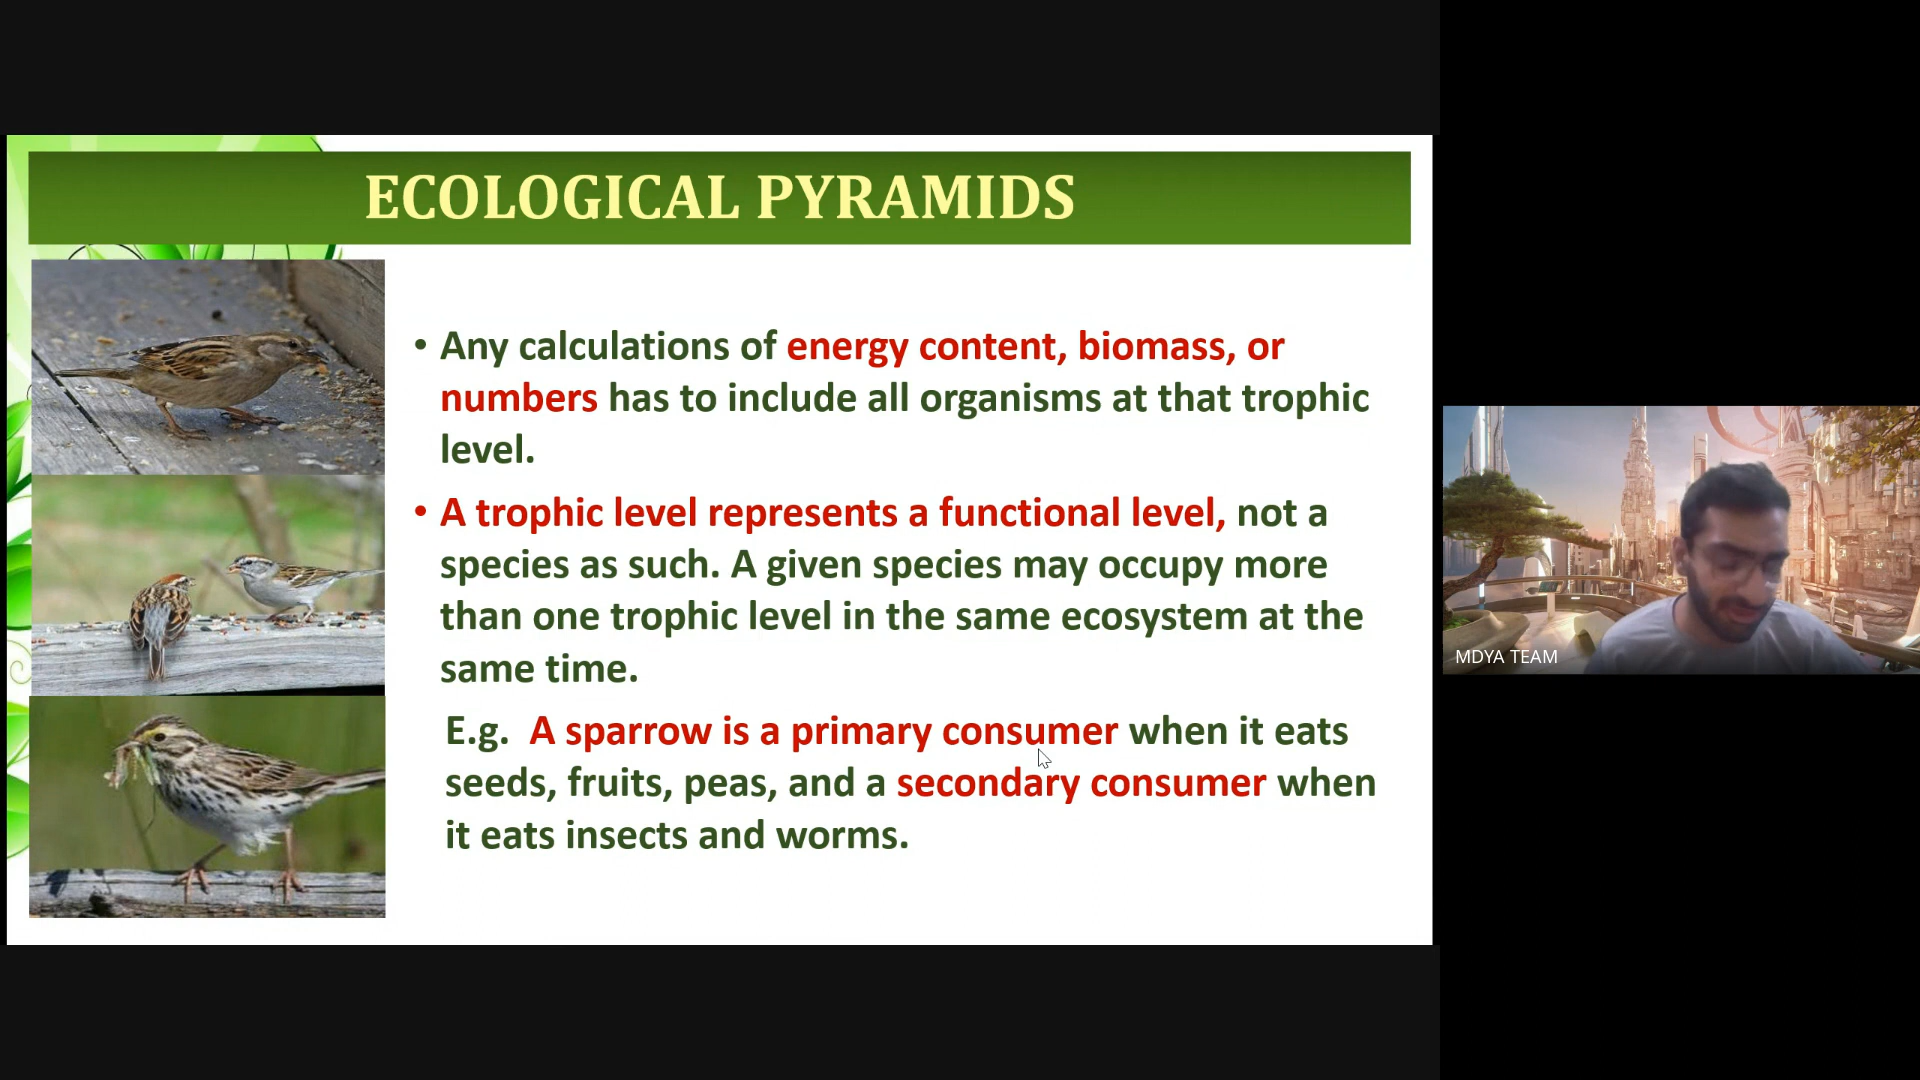 ECOLOGICAL PYRAMIDS
• Any calculations of energy content, biomass, or
numbers has to include all organisms at that trophic
level.
• A trophic level represents a functional level, not a
species as such. A given species may occupy more
than one trophic level in the same ecosystem at the
same time.
E.g. A sparrow is a primary consumer when it eats
seeds, fruits, peas, and a secondary consumer when
it eats insects and worms.
MDYA TEAM